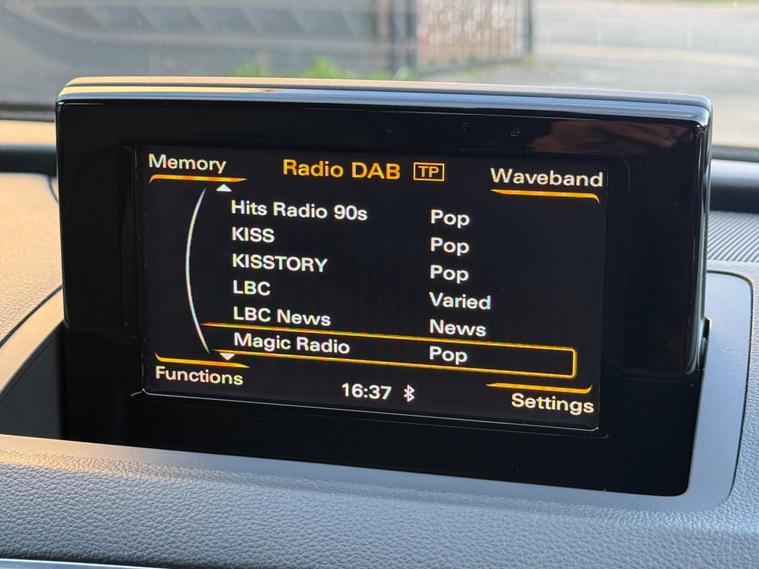 Memory Radio DAB TP Waveband
Hits Radio 90s Pop
KISS Pop
KISSTORY Pop
LBC Varied
LBC News News
Magic Radio Pop
Functions 16:37 Settings